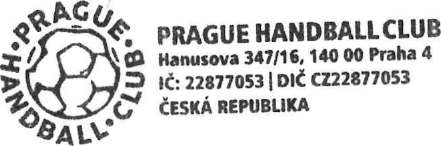 PRAGUE HANDBALL CLUB
PRAGUE HANDBALL CLUB
Hanusova 347/16, 140 00 Praha 4
IČ: 22877053 | DIČ CZ22877053
ČESKÁ REPUBLIKA